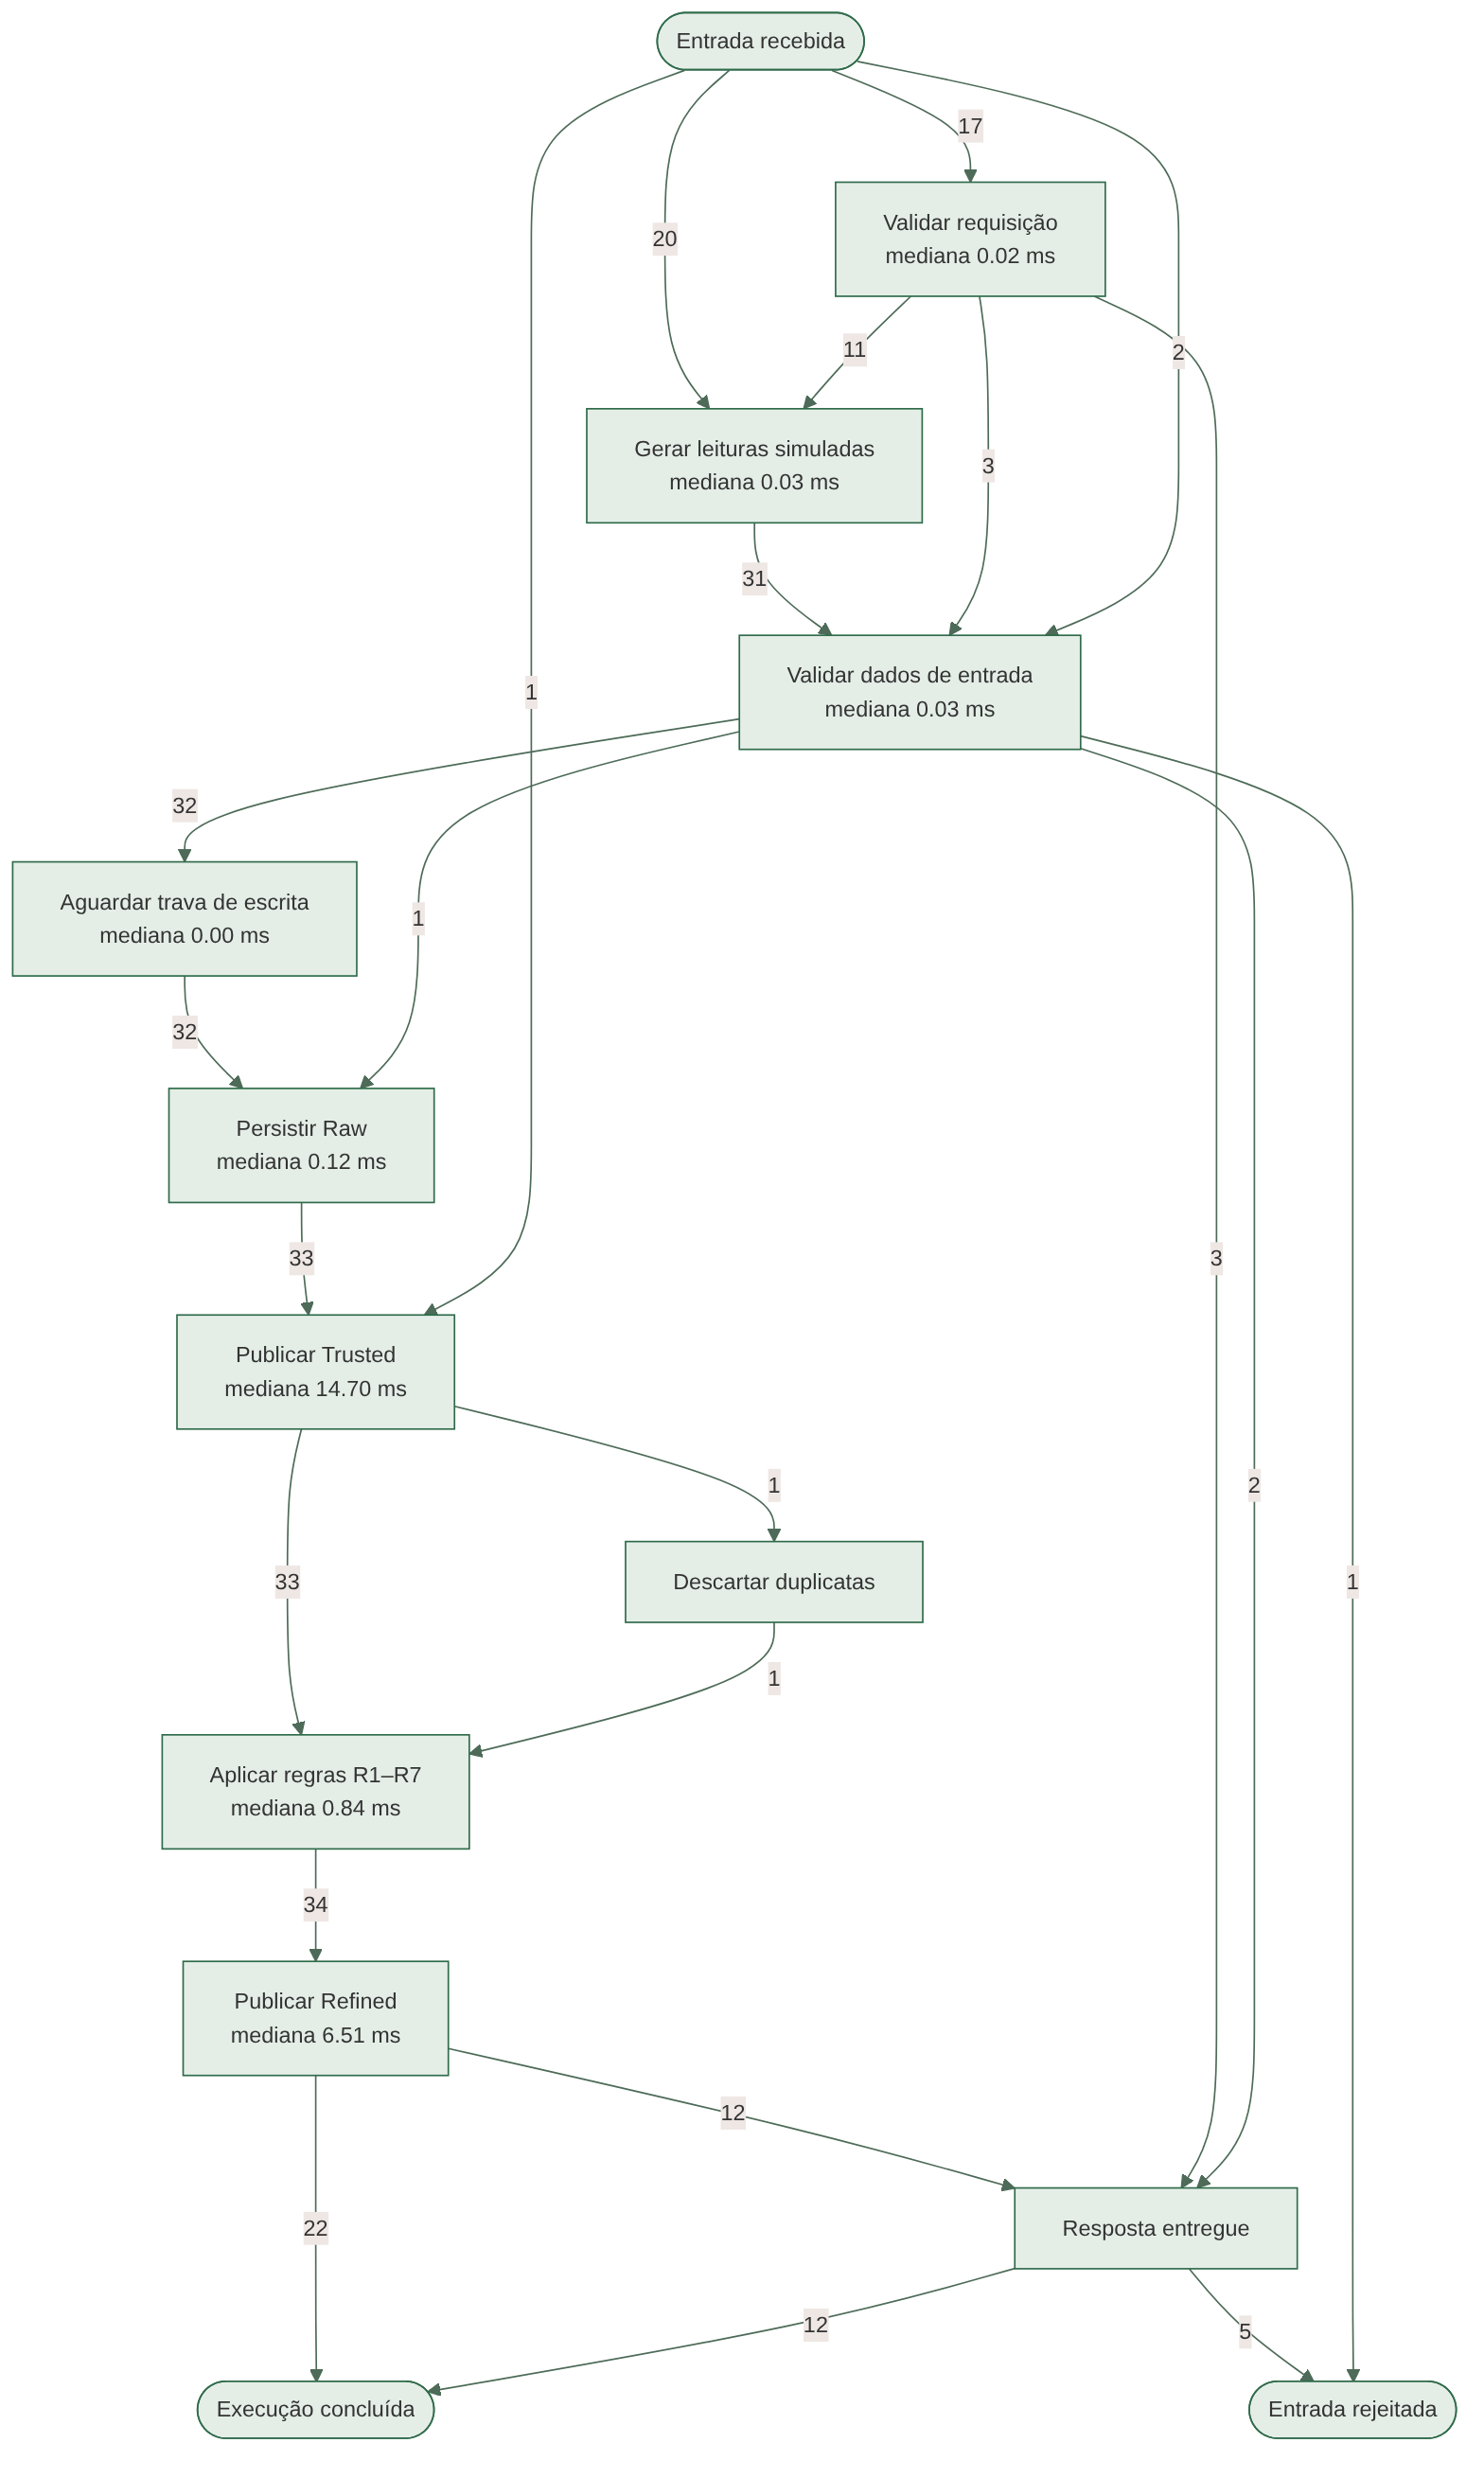 Entrada recebida
17
Validar requisição
mediana 0.02 ms
20
11
2
Gerar leituras simuladas
mediana 0.03 ms
3
31
Validar dados de entrada
mediana 0.03 ms
1
32
Aguardar trava de escrita
mediana 0.00 ms
1
32
Persistir Raw
mediana 0.12 ms
33
3
Publicar Trusted
mediana 14.70 ms
1
2
33
Descartar duplicatas
1
1
Aplicar regras R1–R7
mediana 0.84 ms
34
Publicar Refined
mediana 6.51 ms
12
22
Resposta entregue
12
5
Execução concluída
Entrada rejeitada